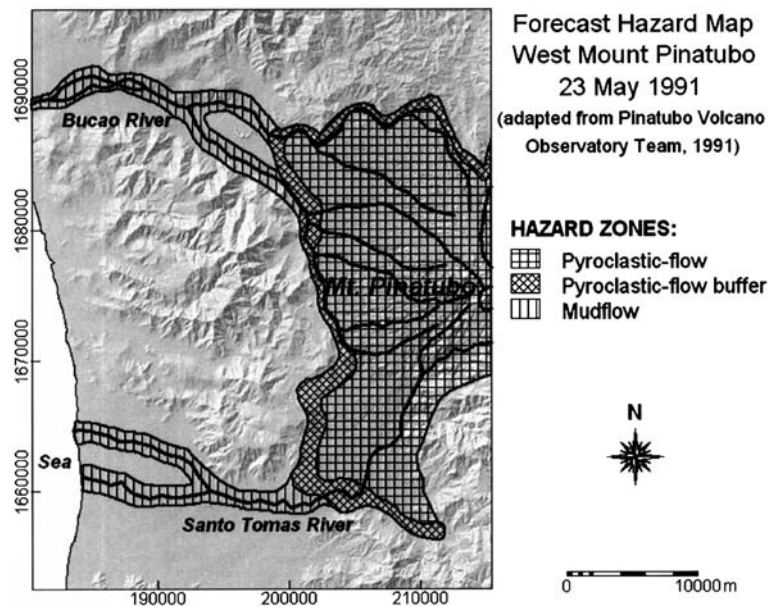 Forecast Hazard Map
West Mount Pinatubo
23 May 1991
(adapted from Pinatubo Volcano
Observatory Team, 1991)
HAZARD ZONES:
Pyroclastic-flow
Pyroclastic-flow buffer
Mudflow
N
0 10000 m
1690000
1680000
1670000
1660000
Bucao River
Mt. Pinatubo
Sea
Santo Tomas River
190000 200000 210000